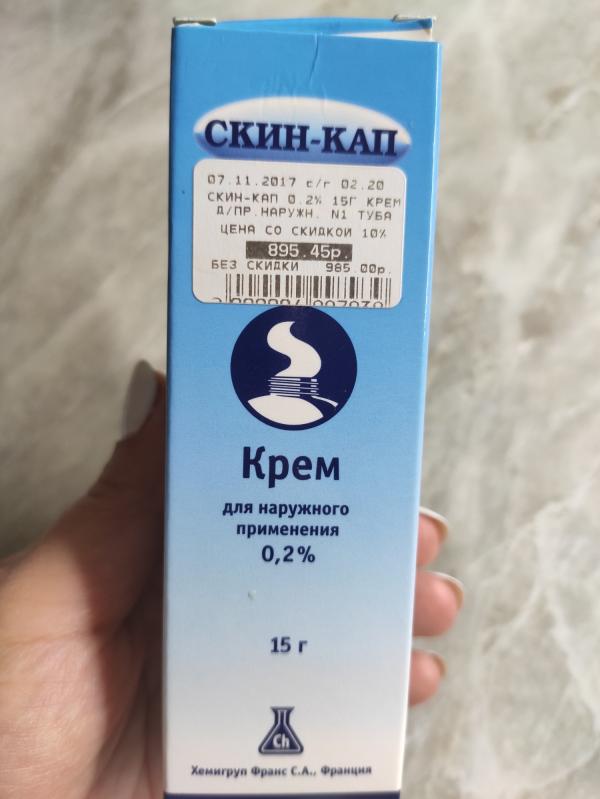 СКИН-КАП
07.11.2017 с/г 02.20
СКИН-КАП 0.2% 15Г КРЕМ
Д/ПР.НАРУЖН. N1 ТУБА
ЦЕНА СО СКИДКОЙ 10%
895.45р.
БЕЗ СКИДКИ 985.00р.
Крем
для наружного
применения
0,2%
15 г
Ch
Хемигруп Франс С.А., Франция